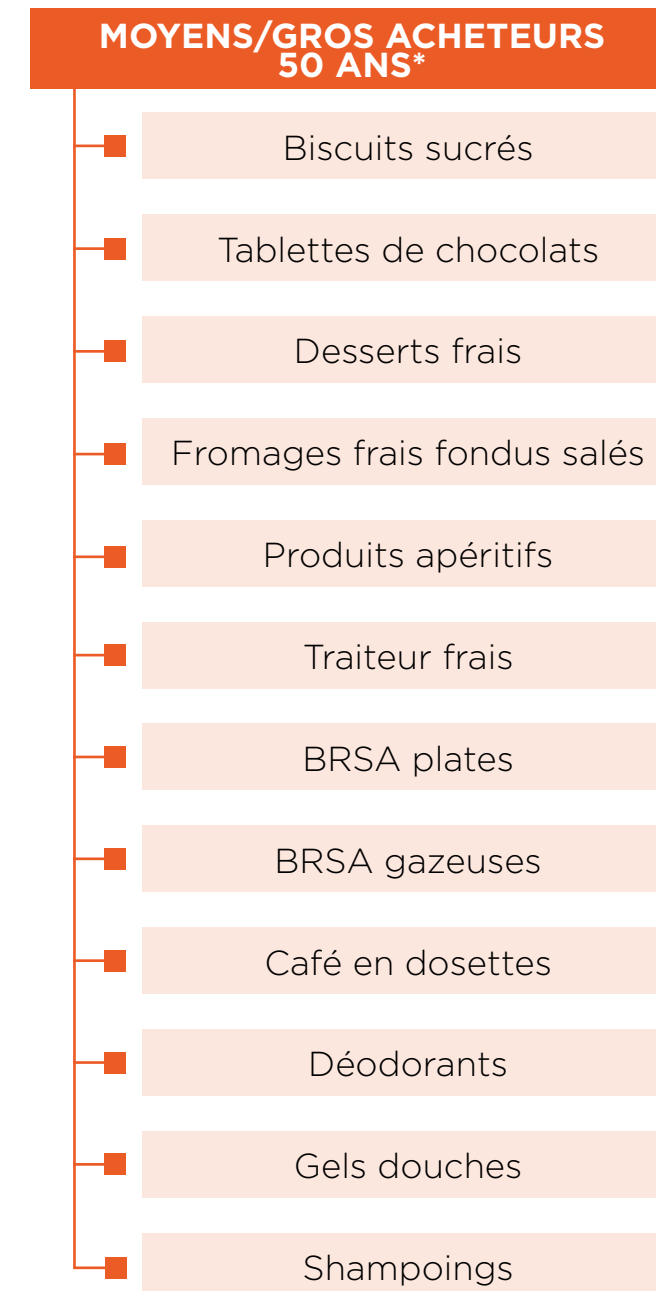 MOYENS/GROS ACHETEURS
50 ANS*
Biscuits sucrés
Tablettes de chocolats
Desserts frais
Fromages frais fondus salés
Produits apéritifs
Traiteur frais
BRSA plates
BRSA gazeuses
Café en dosettes
Déodorants
Gels douches
Shampoings